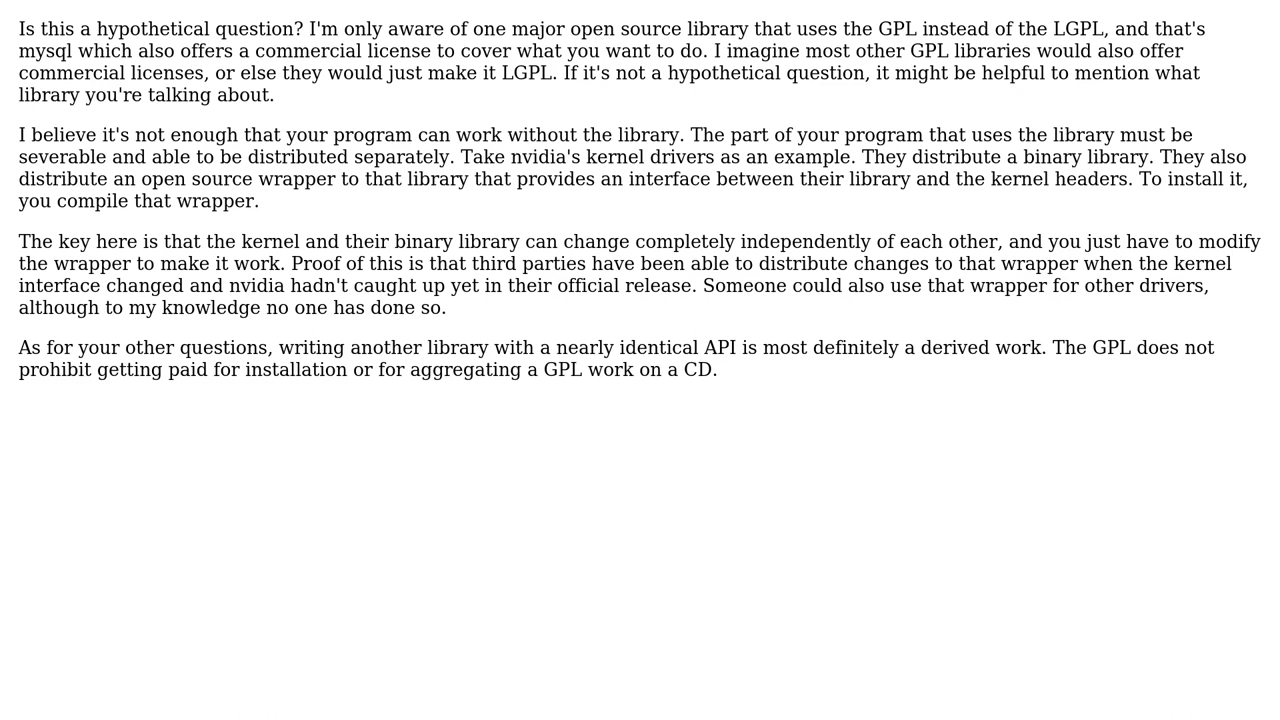 Is this a hypothetical question? I'm only aware of one major open source library that uses the GPL instead of the LGPL, and that's
mysql which also offers a commercial license to cover what you want to do. I imagine most other GPL libraries would also offer
commercial licenses, or else they would just make it LGPL. If it's not a hypothetical question, it might be helpful to mention what
library you're talking about.
I believe it's not enough that your program can work without the library. The part of your program that uses the library must be
severable and able to be distributed separately. Take nvidia's kernel drivers as an example. They distribute a binary library. They also
distribute an open source wrapper to that library that provides an interface between their library and the kernel headers. To install it,
you compile that wrapper.
The key here is that the kernel and their binary library can change completely independently of each other, and you just have to modify
the wrapper to make it work. Proof of this is that third parties have been able to distribute changes to that wrapper when the kernel
interface changed and nvidia hadn't caught up yet in their official release. Someone could also use that wrapper for other drivers,
although to my knowledge no one has done so.
As for your other questions, writing another library with a nearly identical API is most definitely a derived work. The GPL does not
prohibit getting paid for installation or for aggregating a GPL work on a CD.